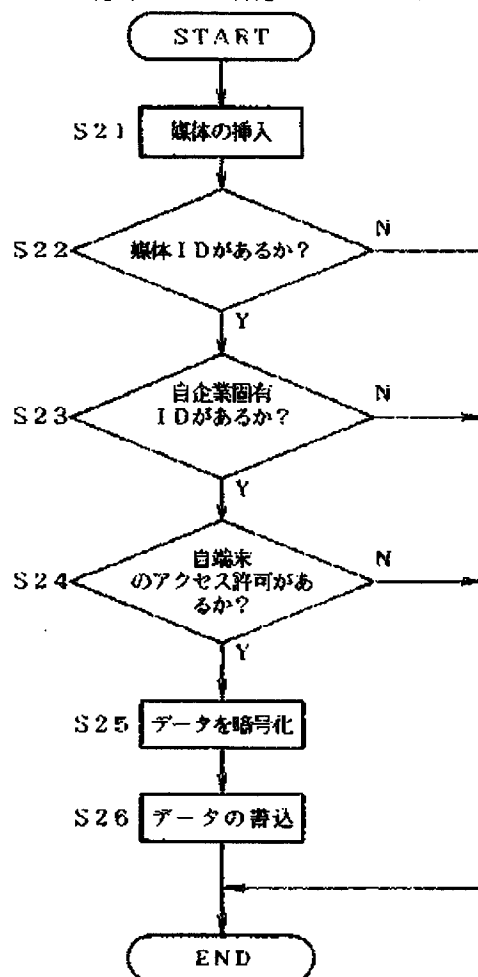 START
S21 媒体の挿入
S22 媒体IDがあるか？ N
Y
自企業固有 N
S23 IDがあるか？
Y
自端末 N
S24 のアクセス許可があ
るか？
Y
S25 データを暗号化
S26 データの書込
END